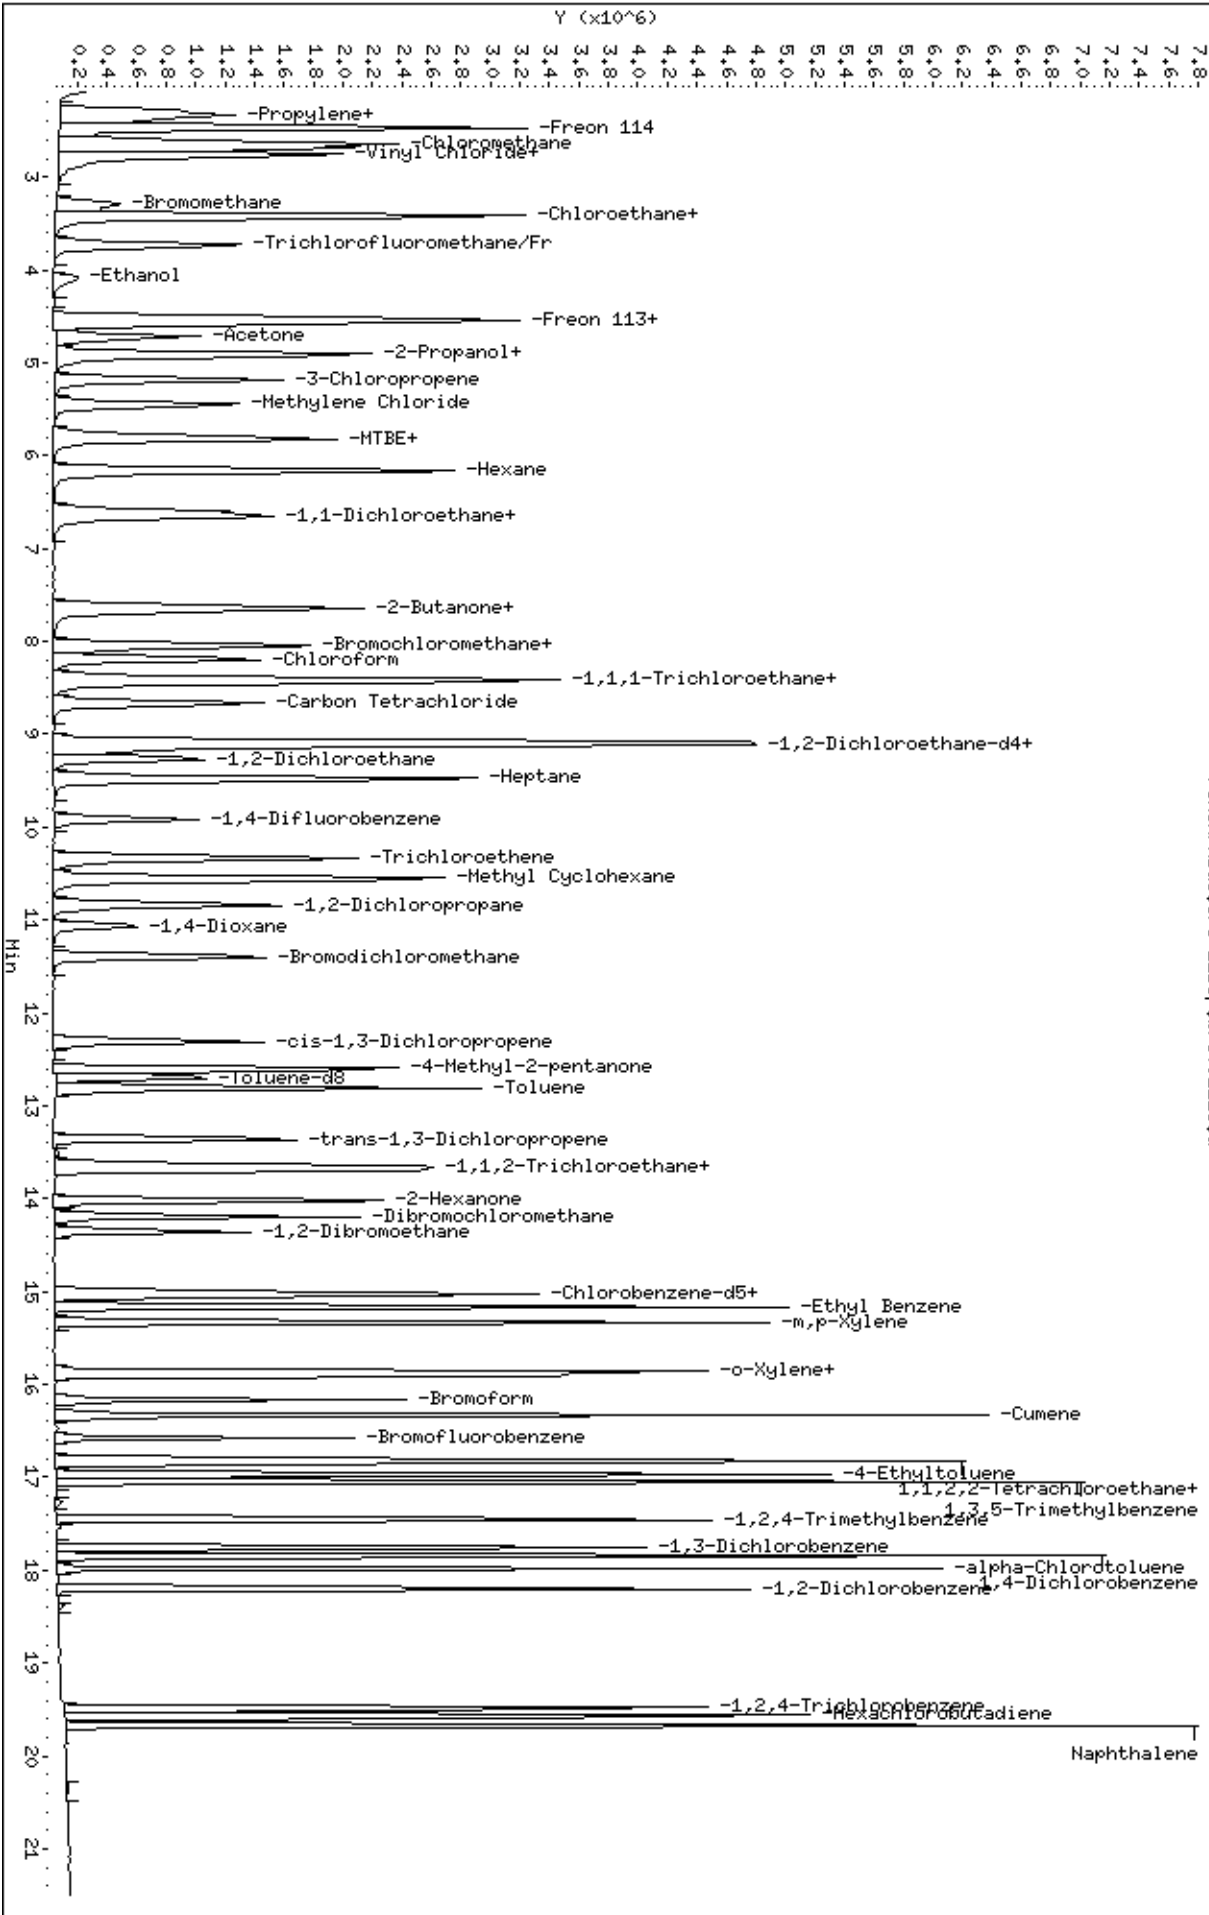 Y (x10^6)
0.2
0.4
0.6
0.8
1.0
1.2
1.4
1.6
1.8
2.0
2.2
2.4
2.6
2.8
3.0
3.2
3.4
3.6
3.8
4.0
4.2
4.4
4.6
4.8
5.0
5.2
5.4
5.6
5.8
6.0
6.2
6.4
6.6
6.8
7.0
7.2
7.4
7.6
7.8
-Propylene+
-Freon 114
-Chloromethane
-Vinyl Chloride+
3
-Bromomethane
-Chloroethane+
-Trichlorofluoromethane/Fr
4
-Ethanol
-Freon 113+
-Acetone
-2-Propanol+
5
-3-Chloropropene
-Methylene Chloride
-MTBE+
6
-Hexane
-1,1-Dichloroethane+
7
-2-Butanone+
8
-Bromochloromethane+
-Chloroform
-1,1,1-Trichloroethane+
-Carbon Tetrachloride
9
-1,2-Dichloroethane-d4+
-1,2-Dichloroethane
-Heptane
-1,4-Difluorobenzene
10
-Trichloroethene
-Methyl Cyclohexane
-1,2-Dichloropropane
11
-1,4-Dioxane
Min
-Bromodichloromethane
12
-cis-1,3-Dichloropropene
-4-Methyl-2-pentanone
-Toluene-d8
-Toluene
13
-trans-1,3-Dichloropropene
-1,1,2-Trichloroethane+
14
-2-Hexanone
-Dibromochloromethane
-1,2-Dibromoethane
15
-Chlorobenzene-d5+
-Ethyl Benzene
-m,p-Xylene
-o-Xylene+
16
-Bromoform
-Cumene
-Bromofluorobenzene
17
-4-Ethyltoluene
1,1,2,2-Tetrachloroethane+
1,3,5-Trimethylbenzene
-1,2,4-Trimethylbenzene
-1,3-Dichlorobenzene
18
-alpha-Chlorotoluene
1,4-Dichlorobenzene
-1,2-Dichlorobenzene
19
-1,2,4-Trichlorobenzene
-Hexachlorobutadiene
20
Naphthalene
21